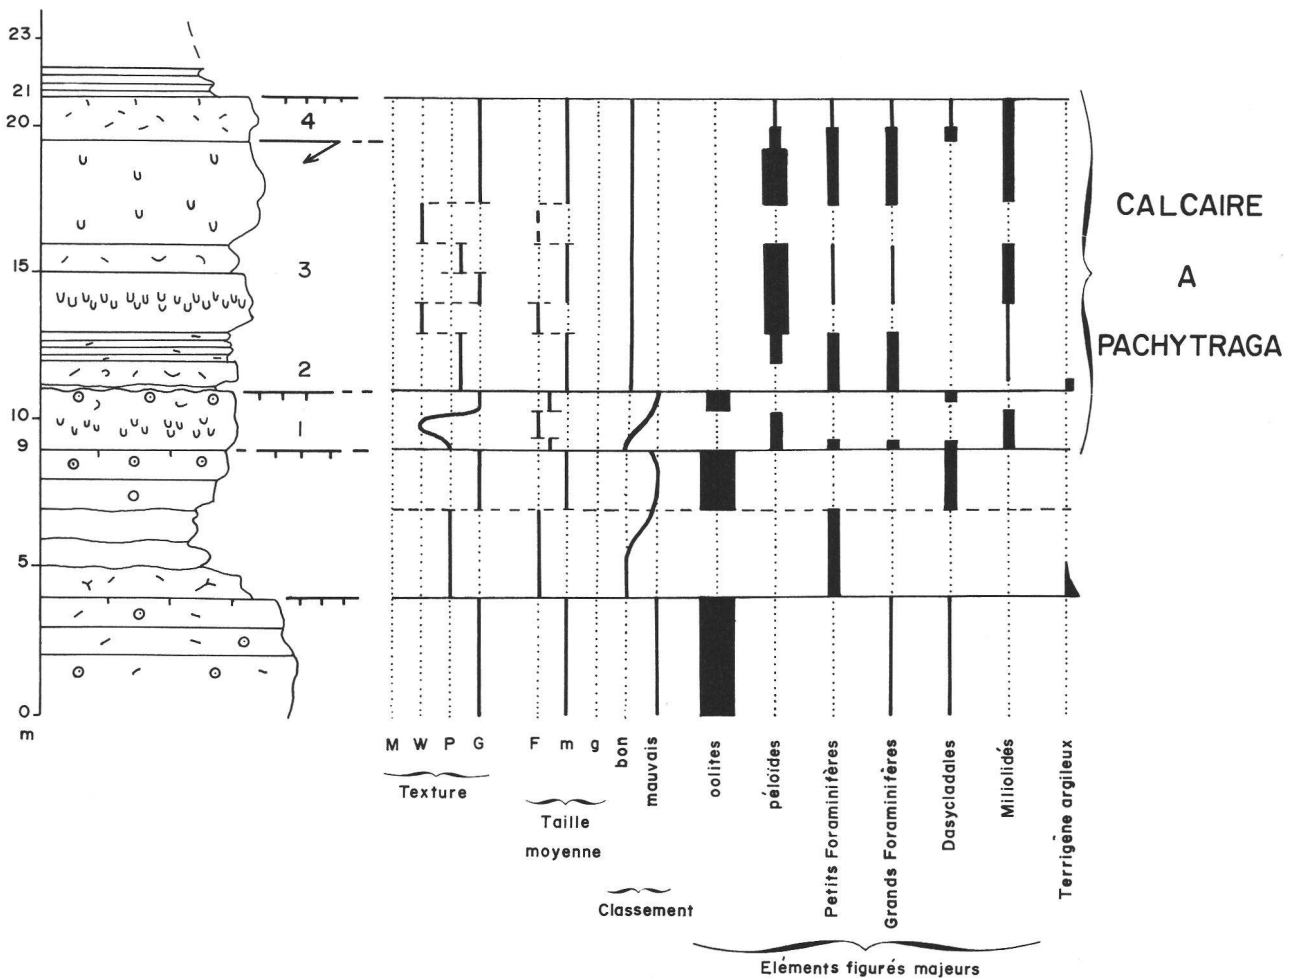 23
21
20
15
10
9
5
0
m
4
3
2
1
CALCAIRE
A
PACHYTRAGA
M W P G
Texture
F m g
Taille
moyenne
bon
mauvais
Classement
oolites
péloïdes
Petits Foraminifères
Grands Foraminifères
Dasycladales
Miliolidés
Terrigène argileux
Eléments figurés majeurs